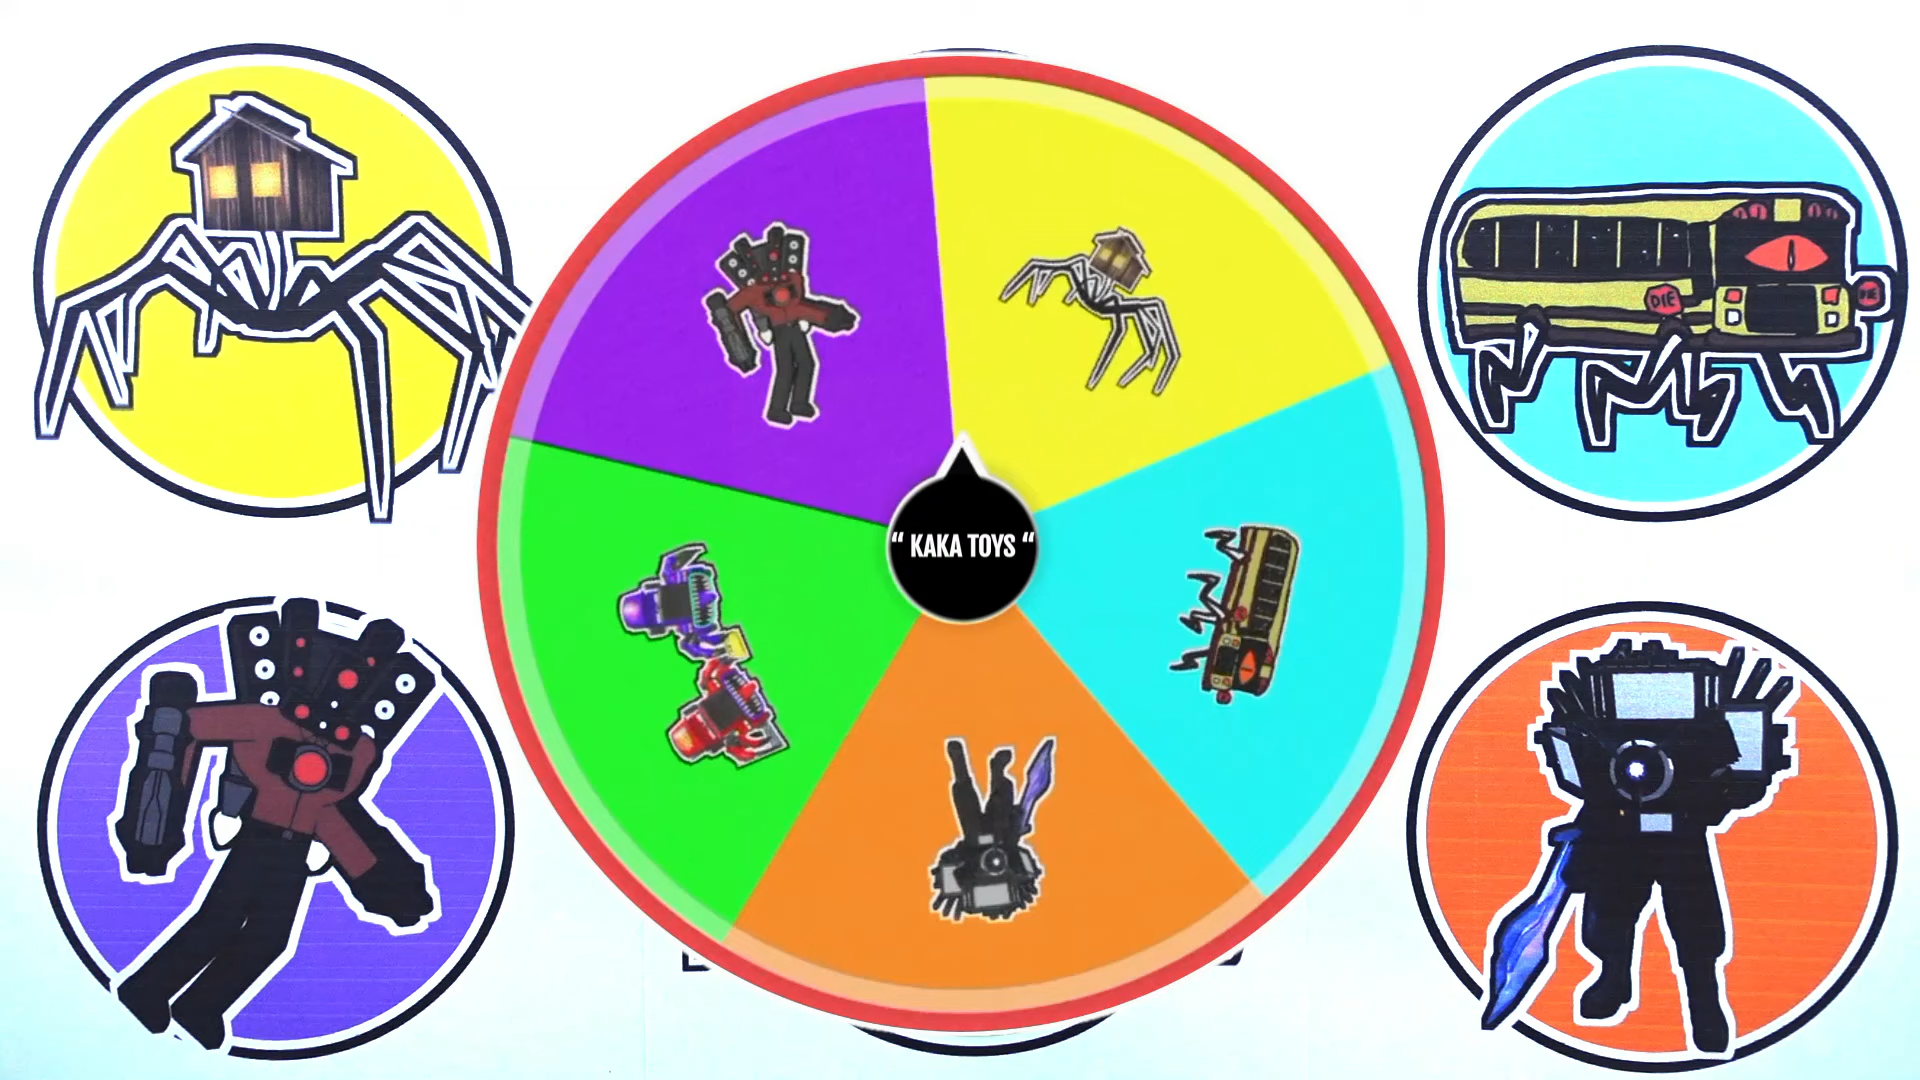 “ KAKA TOYS “
DIE